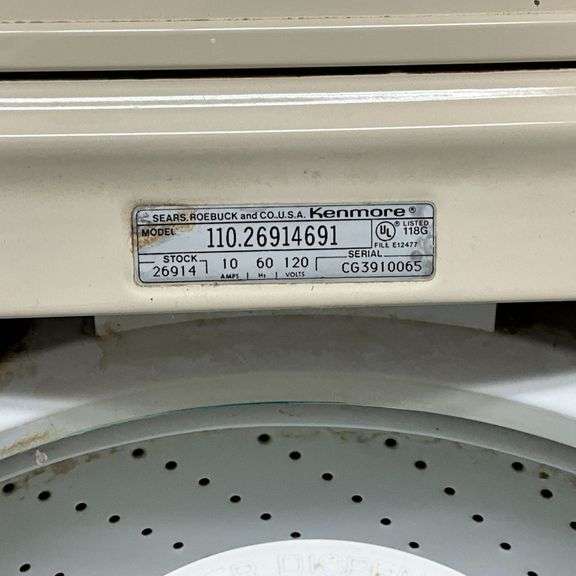 SEARS, ROEBUCK and CO., U.S.A. Kenmore®
MODEL 110.26914691 UL® LISTED 118G
FILE E12477
STOCK 26914 10 AMPS. 60 Hz 120 VOLTS SERIAL CG3910065